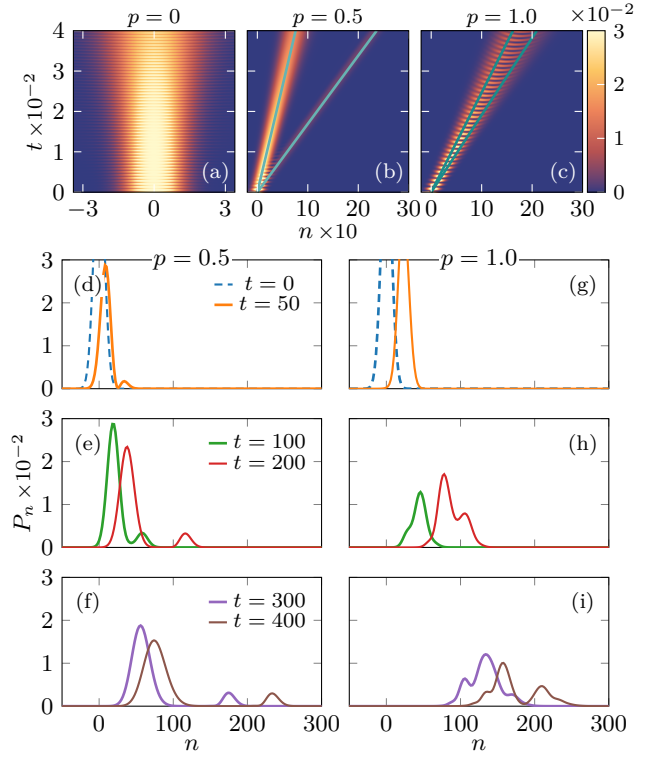 p = 0 p = 0.5 p = 1.0 ×10⁻²
t ×10⁻²
4 3 2 1 0
(a) (b) (c)
3 2 1 0
−3 0 3 0 10 20 30 0 10 20 30
n ×10
p = 0.5 p = 1.0
3 2 1 0
(d) t = 0 (g)
t = 50
3 2 1 0
(e) t = 100 (h)
t = 200
P_n ×10⁻²
3 2 1 0
(f) t = 300 (i)
t = 400
0 100 200 300 0 100 200 300
n n